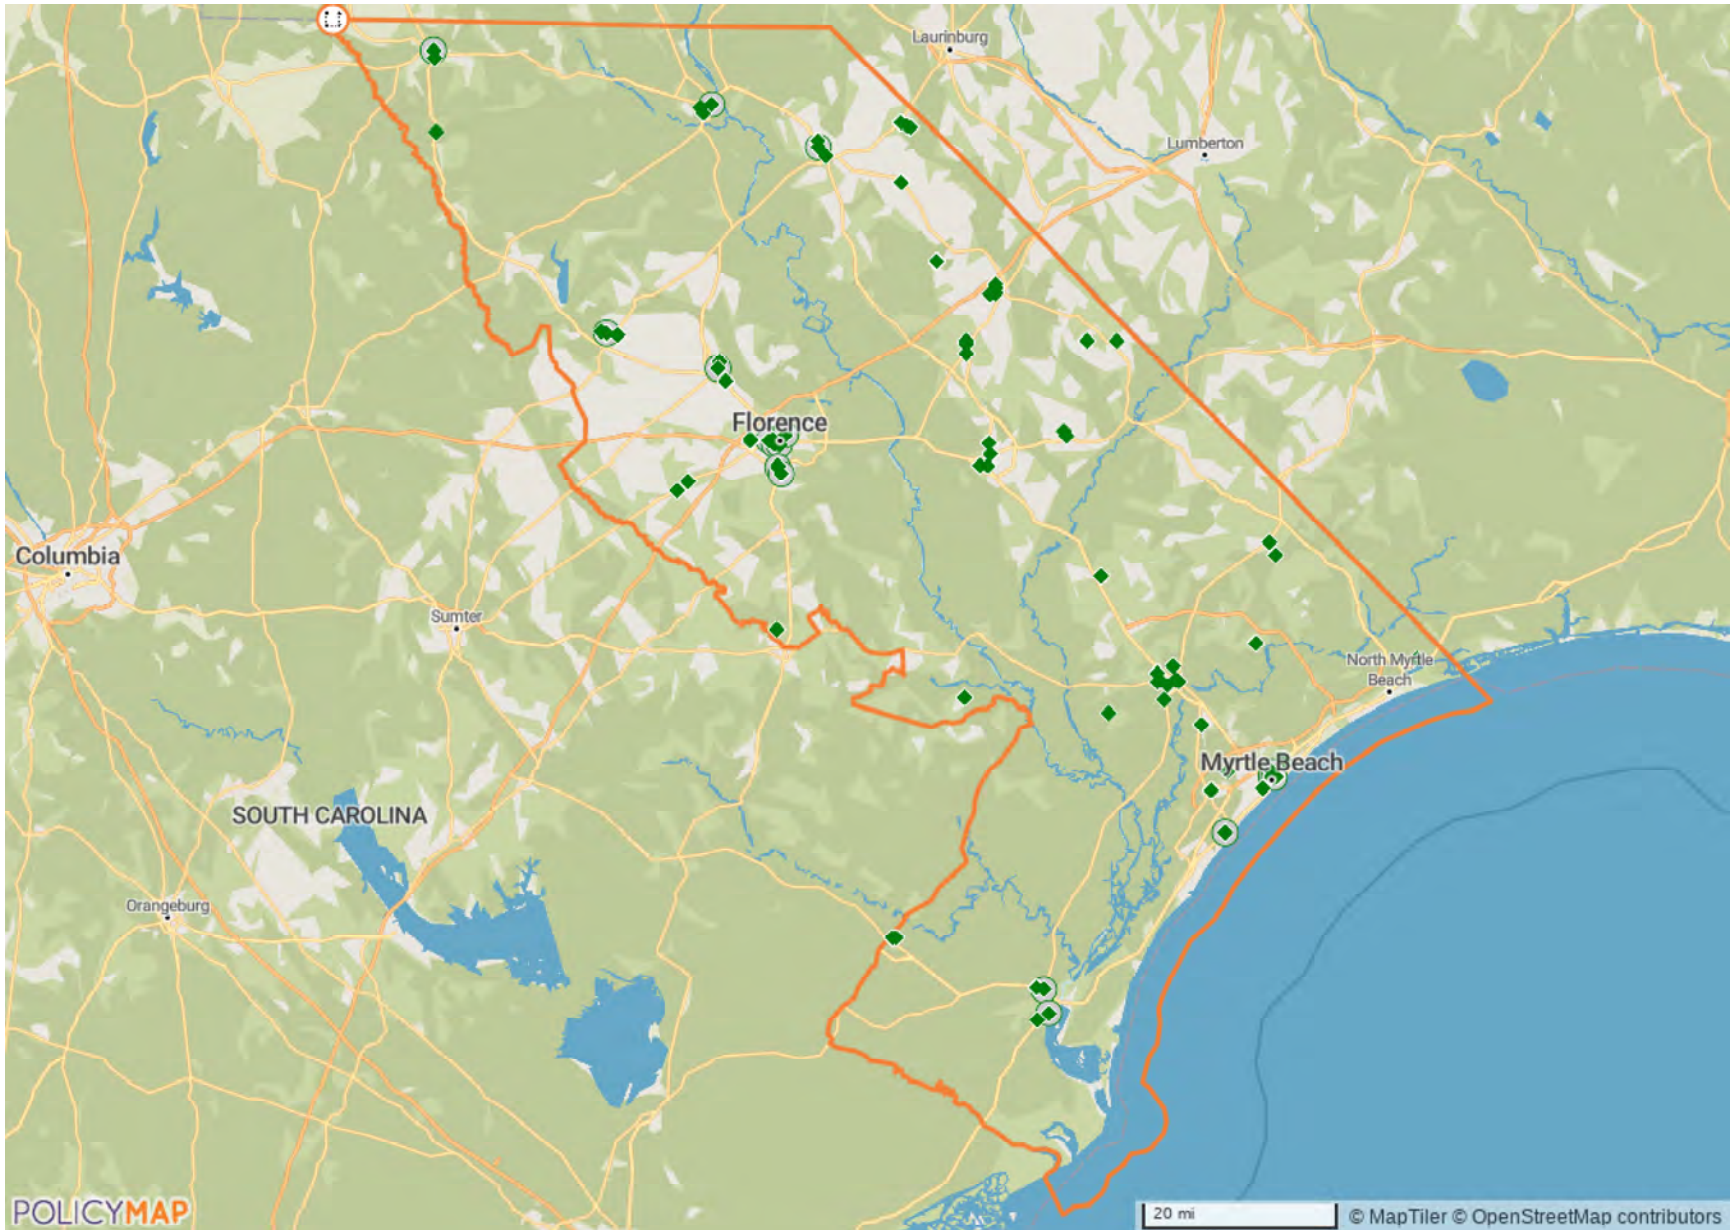 Laurinburg
Lumberton
Florence
Columbia
Sumter
North Myrtle
Beach
Myrtle Beach
SOUTH CAROLINA
Orangeburg
POLICYMAP
20 mi
© MapTiler © OpenStreetMap contributors